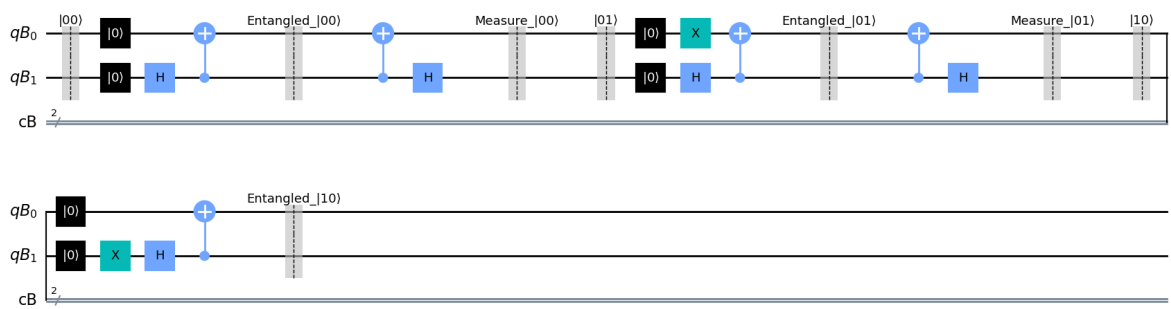 |00⟩ Entangled_|00⟩ Measure_|00⟩ |01⟩ Entangled_|01⟩ Measure_|01⟩ |10⟩
qB₀ |0⟩ |0⟩ X
qB₁ |0⟩ H H |0⟩ H H
cB 2
Entangled_|10⟩
qB₀ |0⟩
qB₁ |0⟩ X H
cB 2